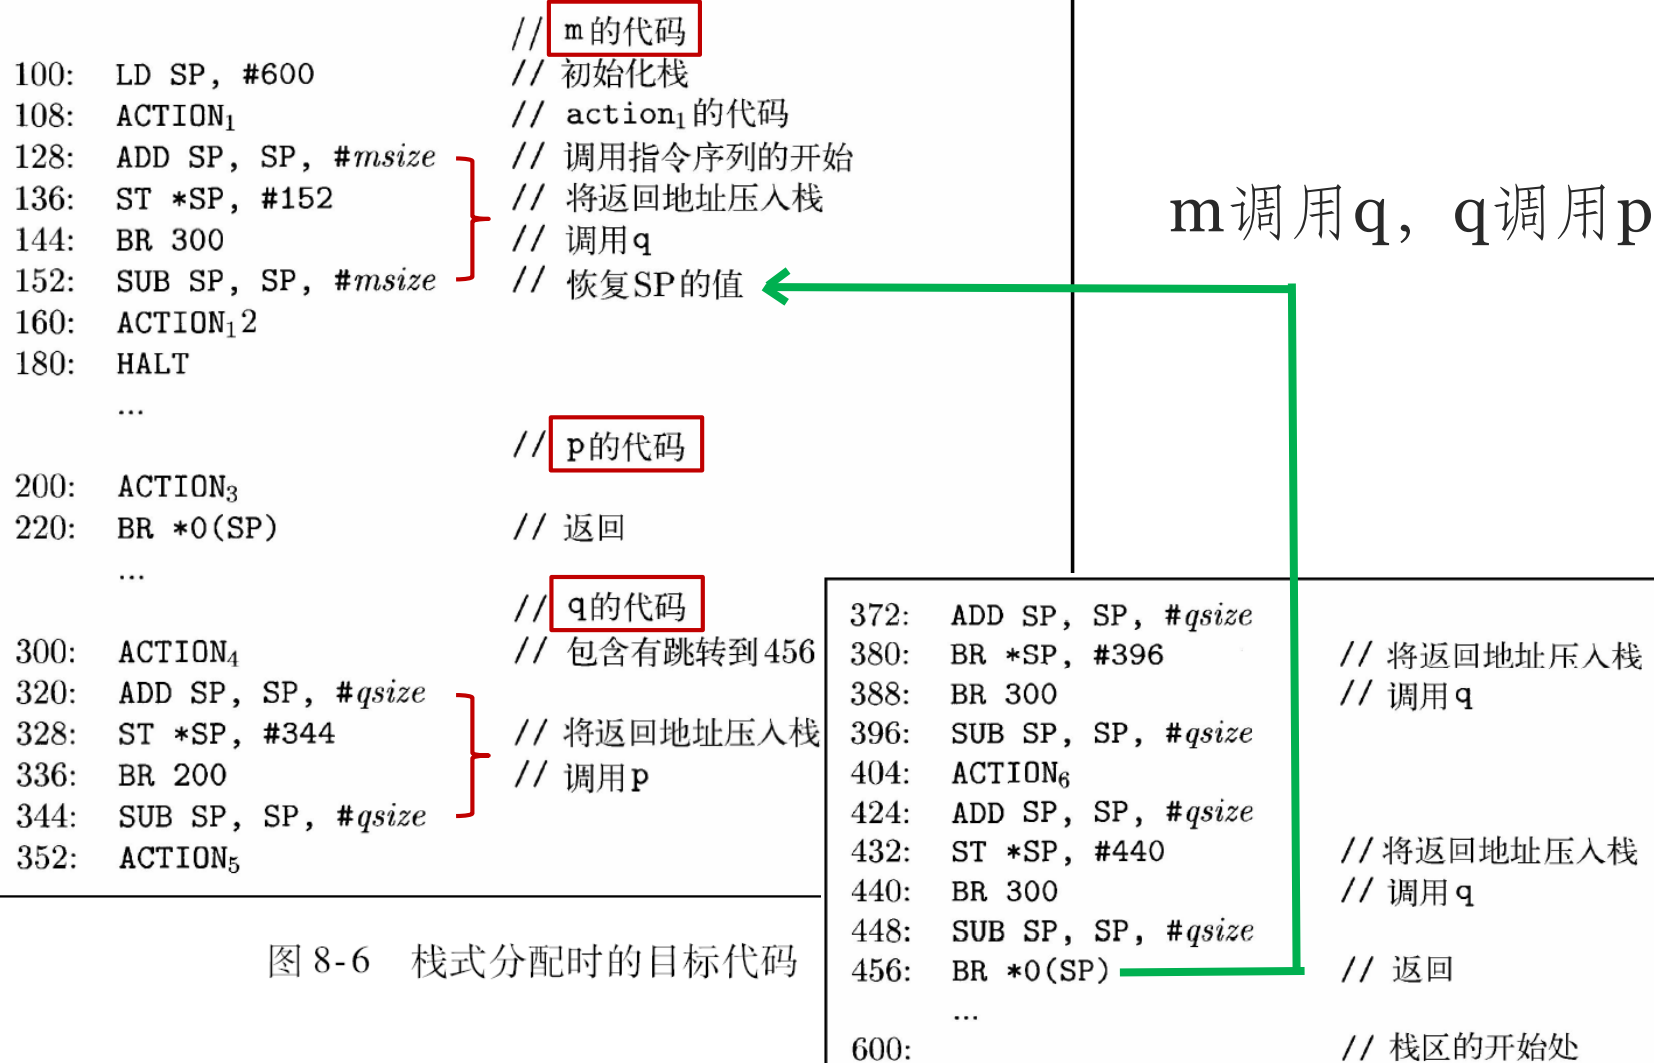 // m的代码
100: LD SP, #600 // 初始化栈
108: ACTION₁ // action₁的代码
128: ADD SP, SP, #msize // 调用指令序列的开始
136: ST *SP, #152 // 将返回地址压入栈
144: BR 300 // 调用q
152: SUB SP, SP, #msize // 恢复SP的值
160: ACTION₁2
180: HALT
...
// p的代码
200: ACTION₃
220: BR *0(SP) // 返回
...
// q的代码
300: ACTION₄ // 包含有跳转到456
320: ADD SP, SP, #qsize
328: ST *SP, #344 // 将返回地址压入栈
336: BR 200 // 调用p
344: SUB SP, SP, #qsize
352: ACTION₅
图 8-6 栈式分配时的目标代码
m调用q，q调用p
372: ADD SP, SP, #qsize
380: BR *SP, #396 // 将返回地址压入栈
388: BR 300 // 调用q
396: SUB SP, SP, #qsize
404: ACTION₆
424: ADD SP, SP, #qsize
432: ST *SP, #440 // 将返回地址压入栈
440: BR 300 // 调用q
448: SUB SP, SP, #qsize
456: BR *0(SP) // 返回
...
600: // 栈区的开始处